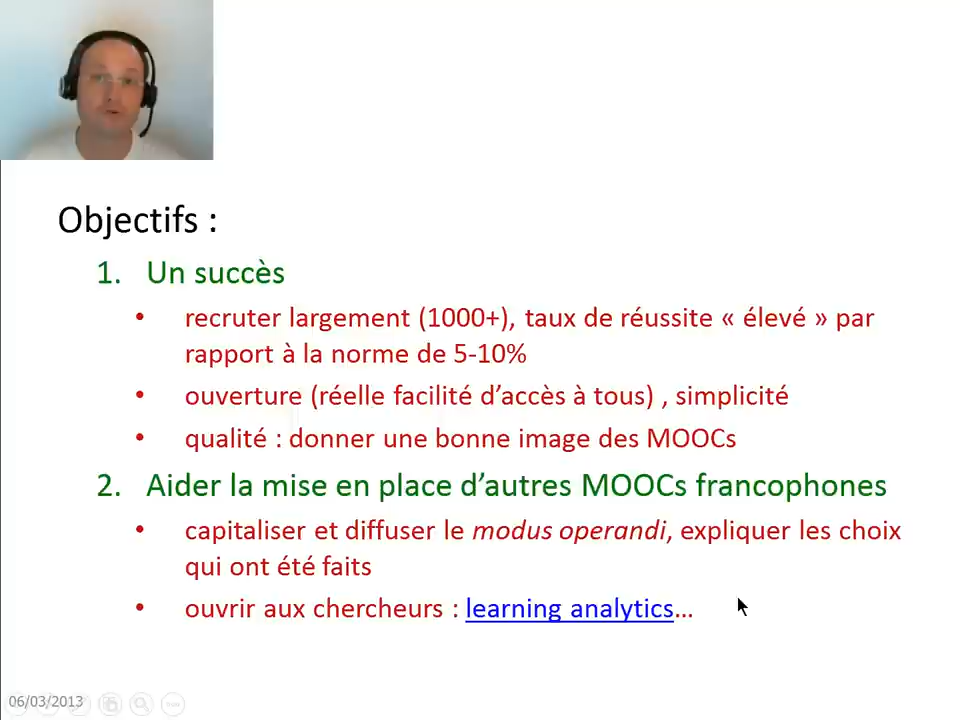 Objectifs :
1. Un succès
• recruter largement (1000+), taux de réussite « élevé » par
rapport à la norme de 5-10%
• ouverture (réelle facilité d’accès à tous) , simplicité
• qualité : donner une bonne image des MOOCs
2. Aider la mise en place d’autres MOOCs francophones
• capitaliser et diffuser le modus operandi, expliquer les choix
qui ont été faits
• ouvrir aux chercheurs : learning analytics…
06/03/2013